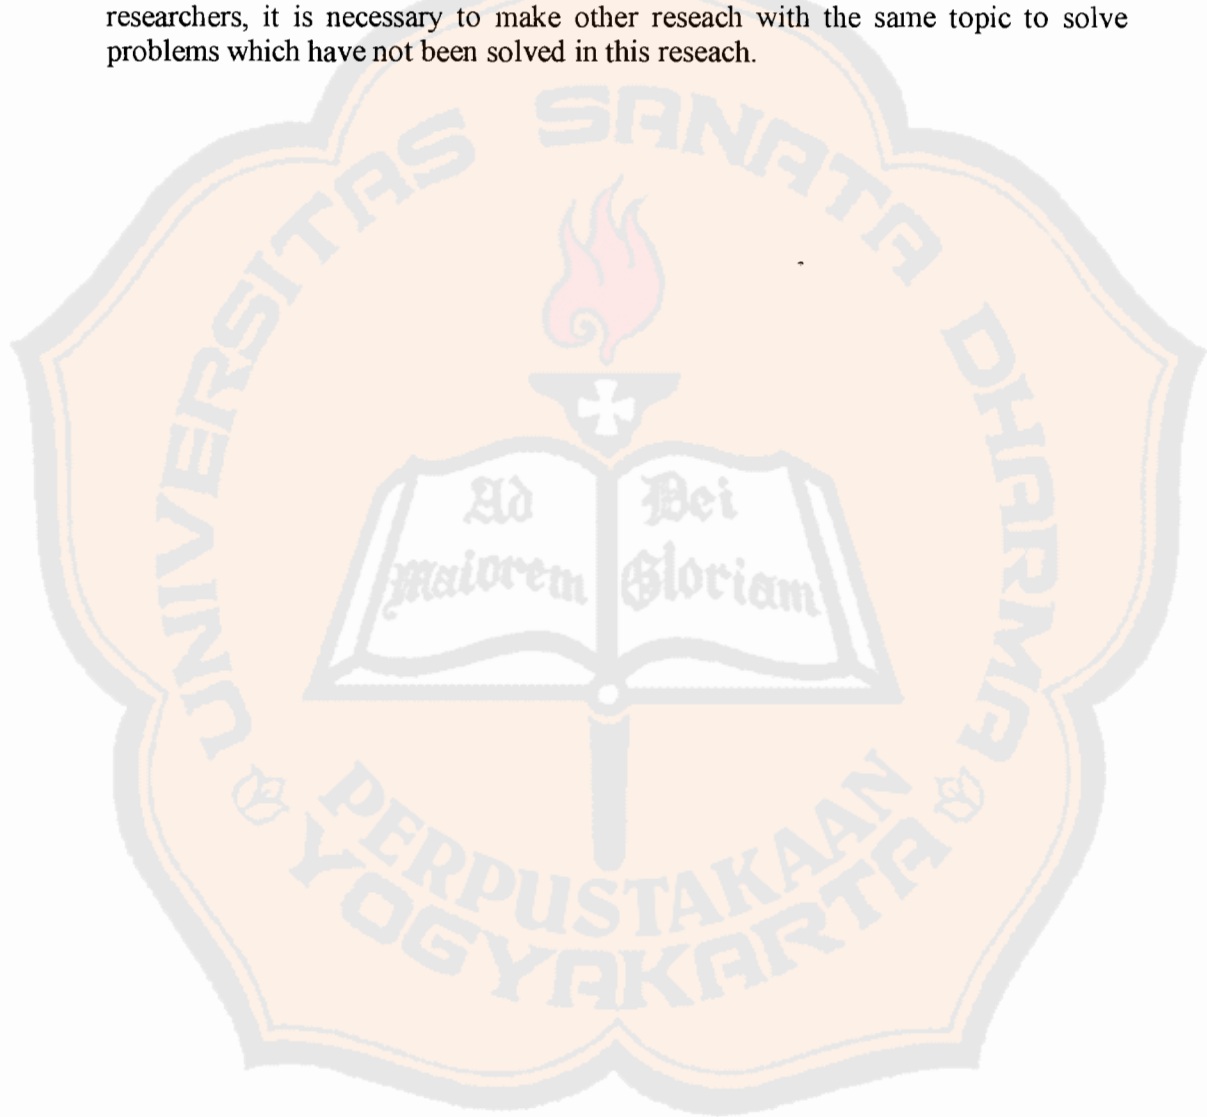 researchers, it is necessary to make other reseach with the same topic to solve
problems which have not been solved in this reseach.
UNIVERSITAS SANATA DHARMA
Ad
Dei
maiorem
Gloriam
PERPUSTAKAAN
YOGYAKARTA